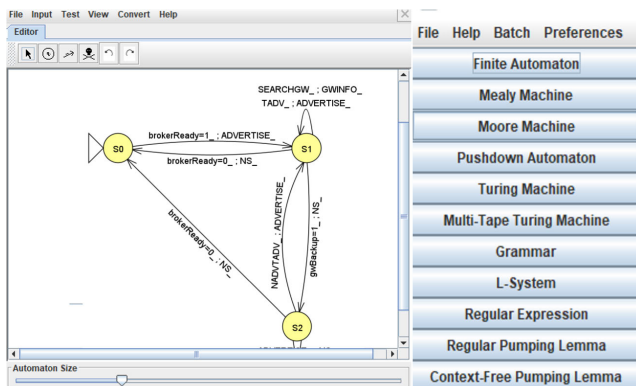 File Input Test View Convert Help
Editor
SEARCHGW_ ; GWINFO_
TADV_ ; ADVERTISE_
brokerReady=1_ ; ADVERTISE_
S0
S1
brokerReady=0_ ; NS_
brokerReady=0_ ; NS_
NADVTADV_ ; ADVERTISE_
gwBackup=1_ ; NS_
S2
Automaton Size
File Help Batch Preferences
Finite Automaton
Mealy Machine
Moore Machine
Pushdown Automaton
Turing Machine
Multi-Tape Turing Machine
Grammar
L-System
Regular Expression
Regular Pumping Lemma
Context-Free Pumping Lemma